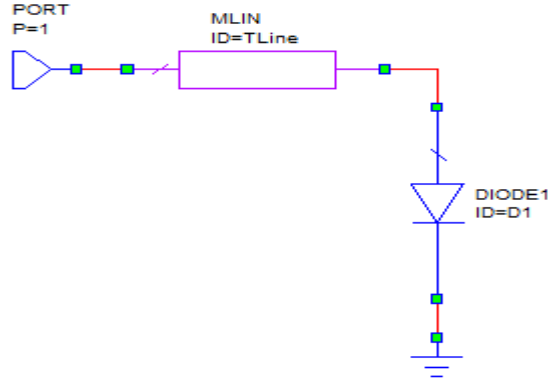 PORT
P=1
MLIN
ID=TLine
DIODE1
ID=D1